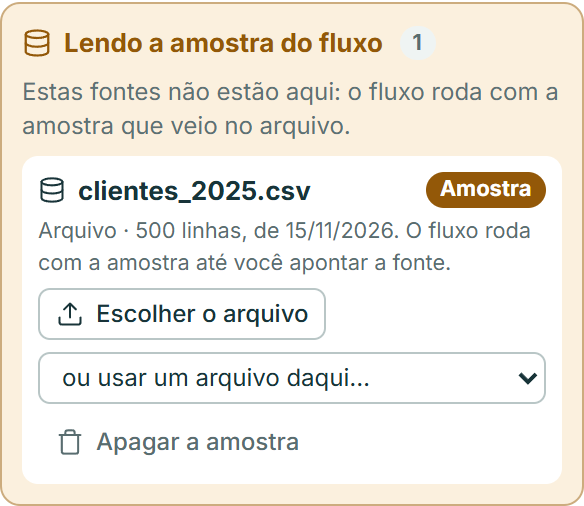 Lendo a amostra do fluxo 1
Estas fontes não estão aqui: o fluxo roda com a
amostra que veio no arquivo.
clientes_2025.csv Amostra
Arquivo · 500 linhas, de 15/11/2026. O fluxo roda
com a amostra até você apontar a fonte.
Escolher o arquivo
ou usar um arquivo daqui...
Apagar a amostra